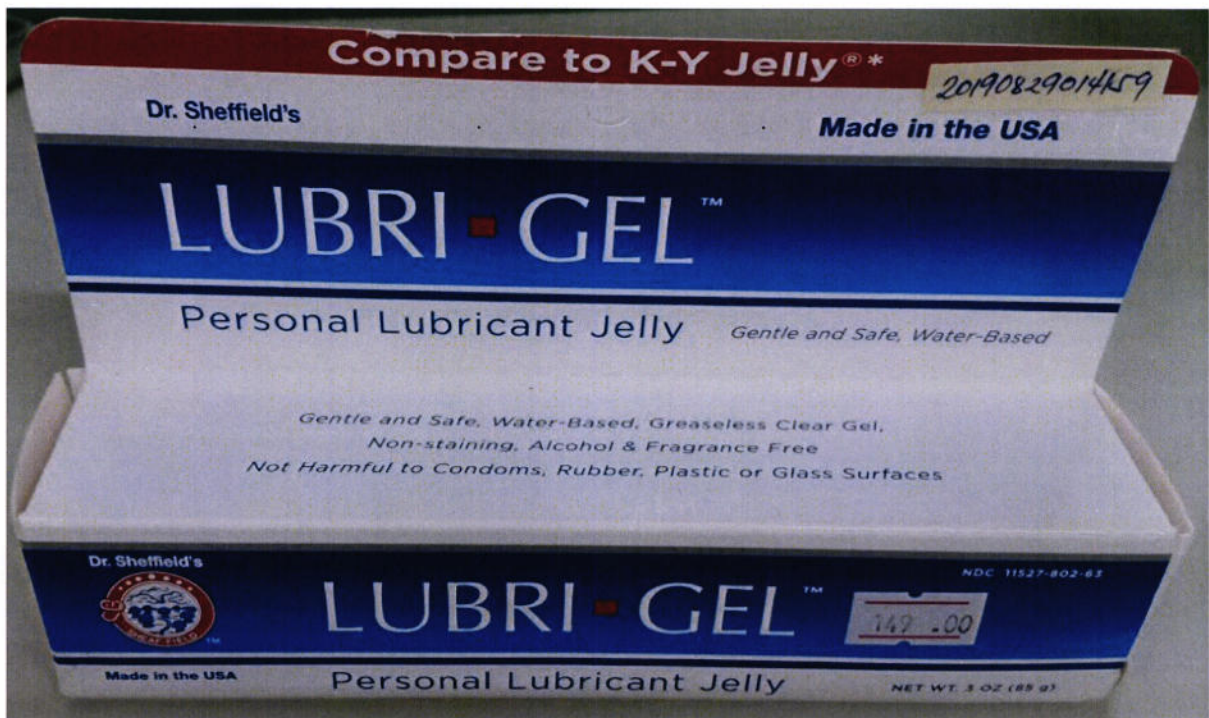 Compare to K-Y Jelly®*
20190829014159
Dr. Sheffield's
Made in the USA
LUBRI GEL™
Personal Lubricant Jelly
Gentle and Safe, Water-Based
Gentle and Safe, Water-Based, Greaseless Clear Gel,
Non-staining, Alcohol & Fragrance Free
Not Harmful to Condoms, Rubber, Plastic or Glass Surfaces
Dr. Sheffield's
NDC 11527-802-63
LUBRI GEL™
149.00
SHEAF-FIELD
TM
Made in the USA
Personal Lubricant Jelly
NET WT. 3 OZ (85 g)